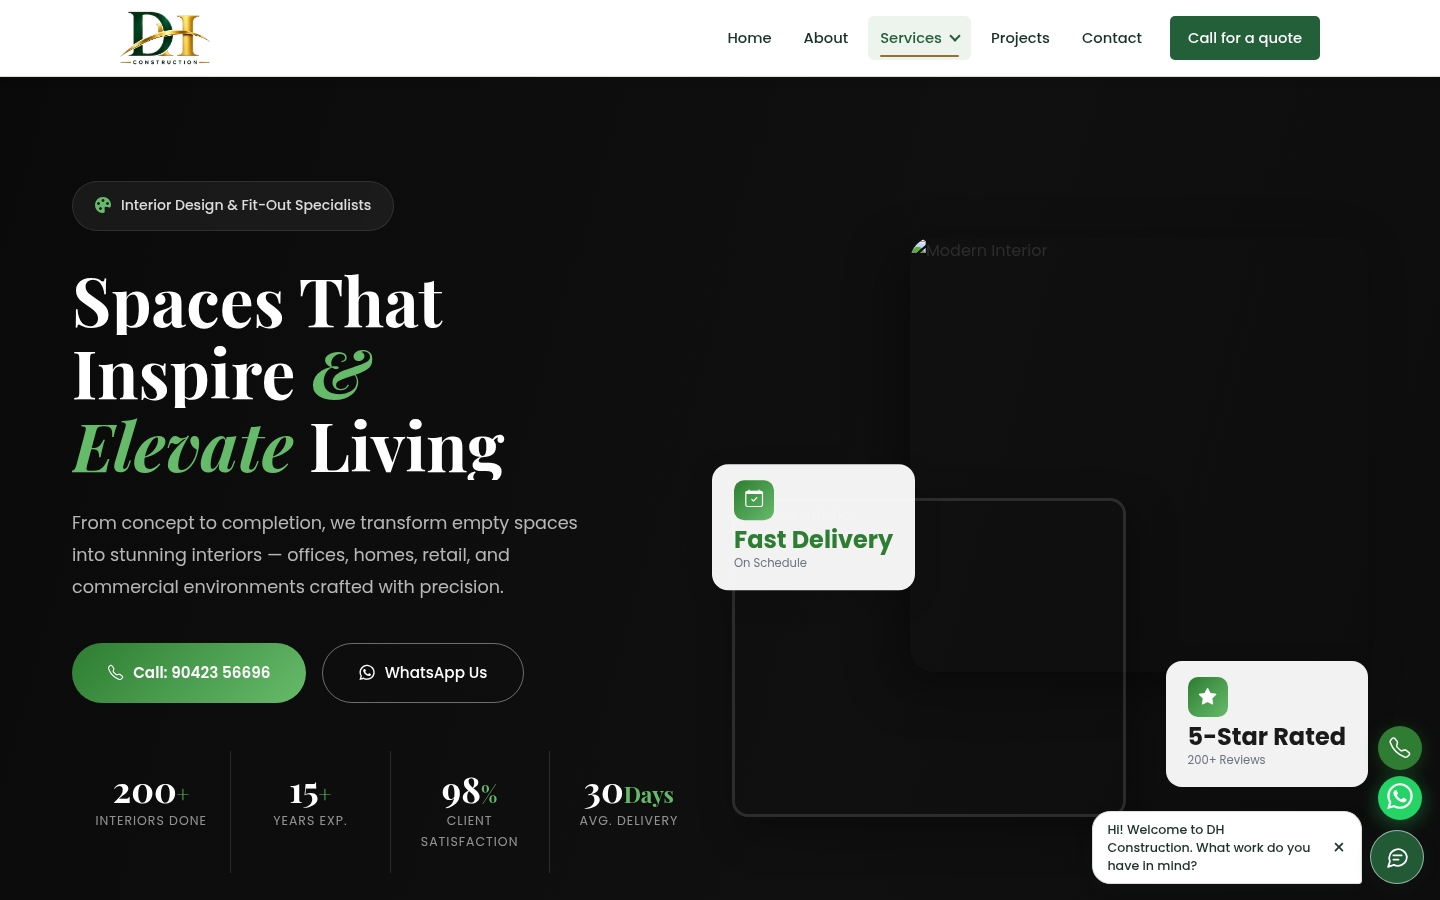 DH
CONSTRUCTION
Home
About
Services
Projects
Contact
Call for a quote
Interior Design & Fit-Out Specialists
Spaces That
Inspire &
Elevate Living
From concept to completion, we transform empty spaces
into stunning interiors — offices, homes, retail, and
commercial environments crafted with precision.
Call: 90423 56696
WhatsApp Us
200+
INTERIORS DONE
15+
YEARS EXP.
98%
CLIENT
SATISFACTION
30Days
AVG. DELIVERY
Modern Interior
Fast Delivery
On Schedule
5-Star Rated
200+ Reviews
Hi! Welcome to DH
Construction. What work do you
have in mind?